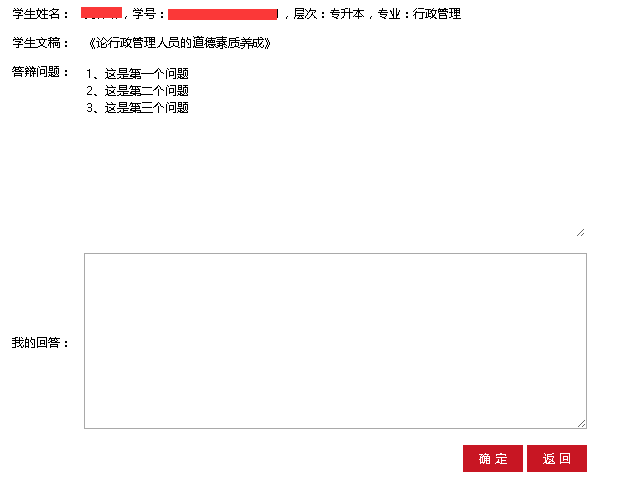 学生姓名：，学号：，层次：专升本，专业：行政管理
学生文稿：《论行政管理人员的道德素质养成》
答辩问题：1、这是第一个问题
2、这是第二个问题
3、这是第三个问题
我的回答：
确 定 返 回